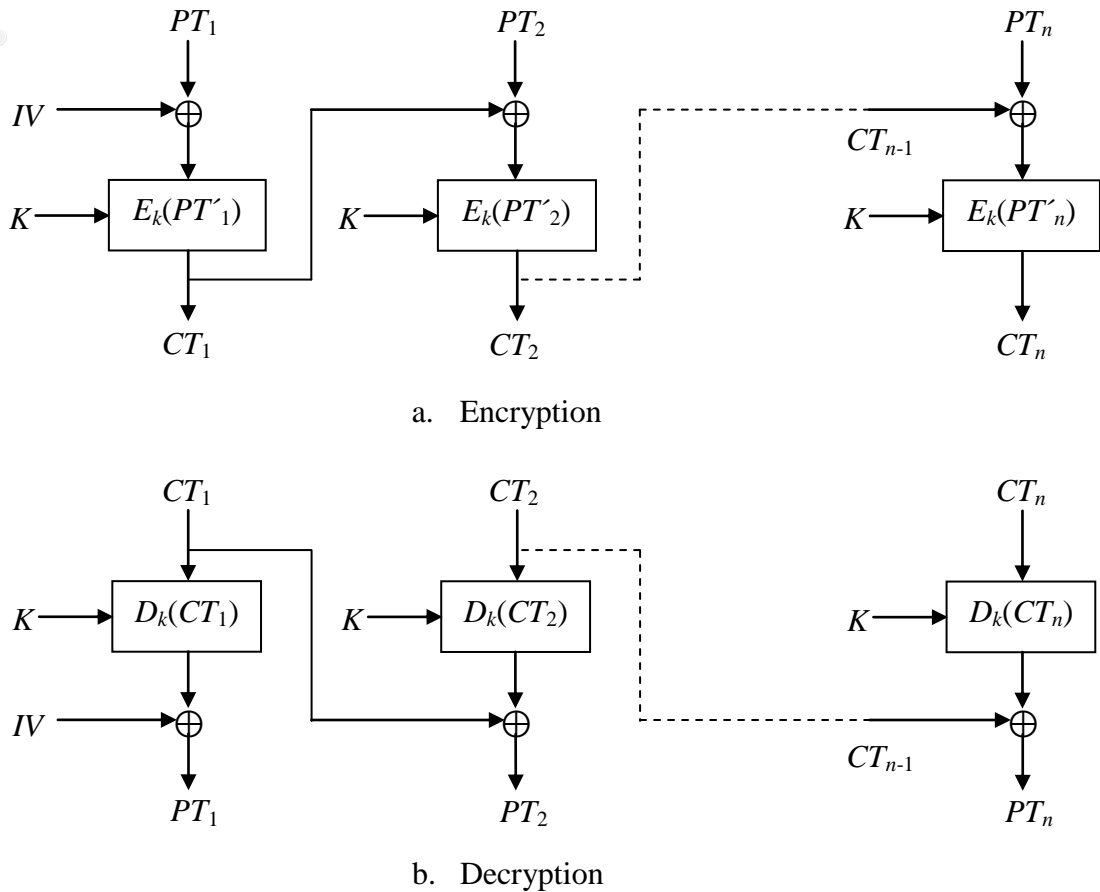 PT₁ PT₂ PTₙ
IV
CTₙ₋₁
K Eₖ(PT´₁) K Eₖ(PT´₂) K Eₖ(PT´ₙ)
CT₁ CT₂ CTₙ
a. Encryption
CT₁ CT₂ CTₙ
K Dₖ(CT₁) K Dₖ(CT₂) K Dₖ(CTₙ)
IV
CTₙ₋₁
PT₁ PT₂ PTₙ
b. Decryption